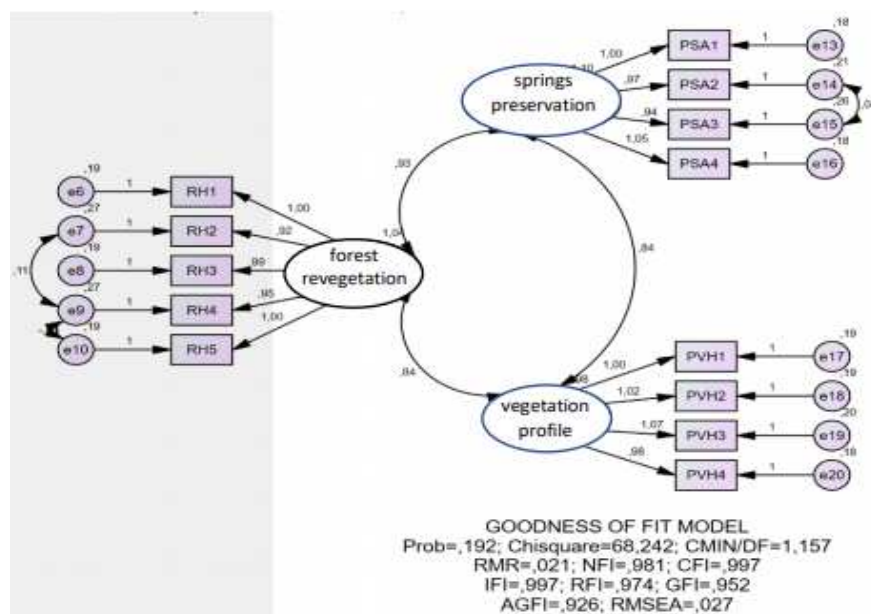 ,18
1,00
PSA1
1
e13
,21
springs
preservation
,97
PSA2
1
e14
,26
,94
PSA3
1
e15
,18
1,05
PSA4
1
e16
,93
,19
e6
1
RH1
1,00
,27
e7
1
RH2
,92
1,04
,84
,19
e8
1
RH3
,99
forest
revegetation
,11
,27
e9
1
RH4
,95
,19
e10
1
RH5
1,00
,84
,19
1,00
PVH1
1
e17
,19
1,02
PVH2
1
e18
vegetation
profile
,20
1,07
PVH3
1
e19
,18
,98
PVH4
1
e20
GOODNESS OF FIT MODEL
Prob=,192; Chisquare=68,242; CMIN/DF=1,157
RMR=,021; NFI=,981; CFI=,997
IFI=,997; RFI=,974; GFI=,952
AGFI=,926; RMSEA=,027